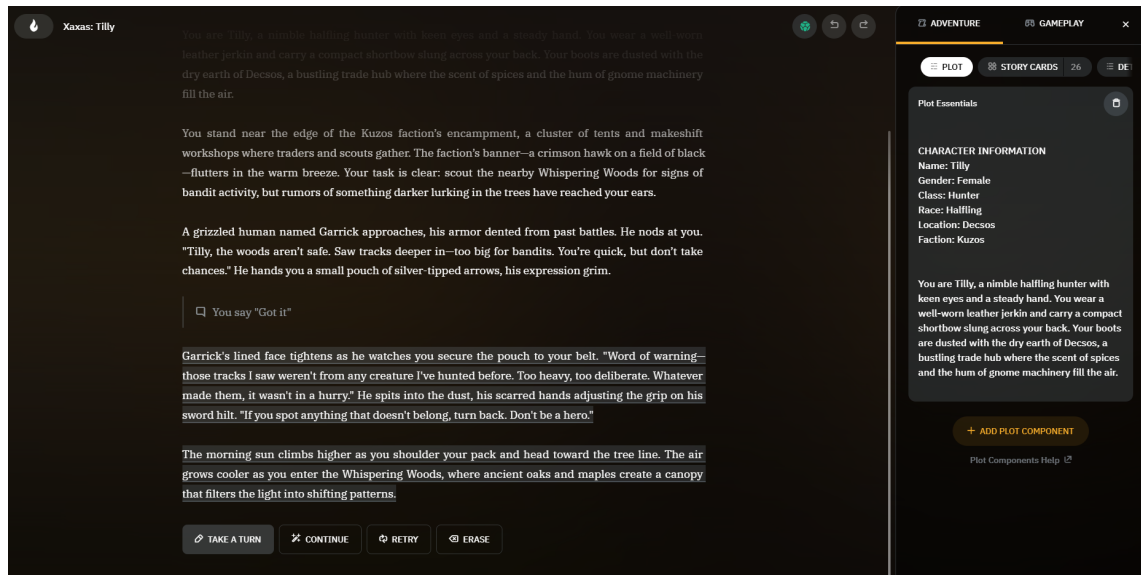 Xaxas: Tilly
You are Tilly, a nimble halfling hunter with keen eyes and a steady hand. You wear a well-worn
leather jerkin and carry a compact shortbow slung across your back. Your boots are dusted with the
dry earth of Decsos, a bustling trade hub where the scent of spices and the hum of gnome machinery
fill the air.
You stand near the edge of the Kuzos faction's encampment, a cluster of tents and makeshift
workshops where traders and scouts gather. The faction's banner—a crimson hawk on a field of black
—flutters in the warm breeze. Your task is clear: scout the nearby Whispering Woods for signs of
bandit activity, but rumors of something darker lurking in the trees have reached your ears.
A grizzled human named Garrick approaches, his armor dented from past battles. He nods at you.
"Tilly, the woods aren't safe. Saw tracks deeper in—too big for bandits. You're quick, but don't take
chances." He hands you a small pouch of silver-tipped arrows, his expression grim.
You say "Got it"
Garrick's lined face tightens as he watches you secure the pouch to your belt. "Word of warning—
those tracks I saw weren't from any creature I've hunted before. Too heavy, too deliberate. Whatever
made them, it wasn't in a hurry." He spits into the dust, his scarred hands adjusting the grip on his
sword hilt. "If you spot anything that doesn't belong, turn back. Don't be a hero."
The morning sun climbs higher as you shoulder your pack and head toward the tree line. The air
grows cooler as you enter the Whispering Woods, where ancient oaks and maples create a canopy
that filters the light into shifting patterns.
TAKE A TURN
CONTINUE
RETRY
ERASE
ADVENTURE
GAMEPLAY
PLOT
STORY CARDS 26
DET
Plot Essentials
CHARACTER INFORMATION
Name: Tilly
Gender: Female
Class: Hunter
Race: Halfling
Location: Decsos
Faction: Kuzos
You are Tilly, a nimble halfling hunter with
keen eyes and a steady hand. You wear a
well-worn leather jerkin and carry a compact
shortbow slung across your back. Your boots
are dusted with the dry earth of Decsos, a
bustling trade hub where the scent of spices
and the hum of gnome machinery fill the air.
+ ADD PLOT COMPONENT
Plot Components Help